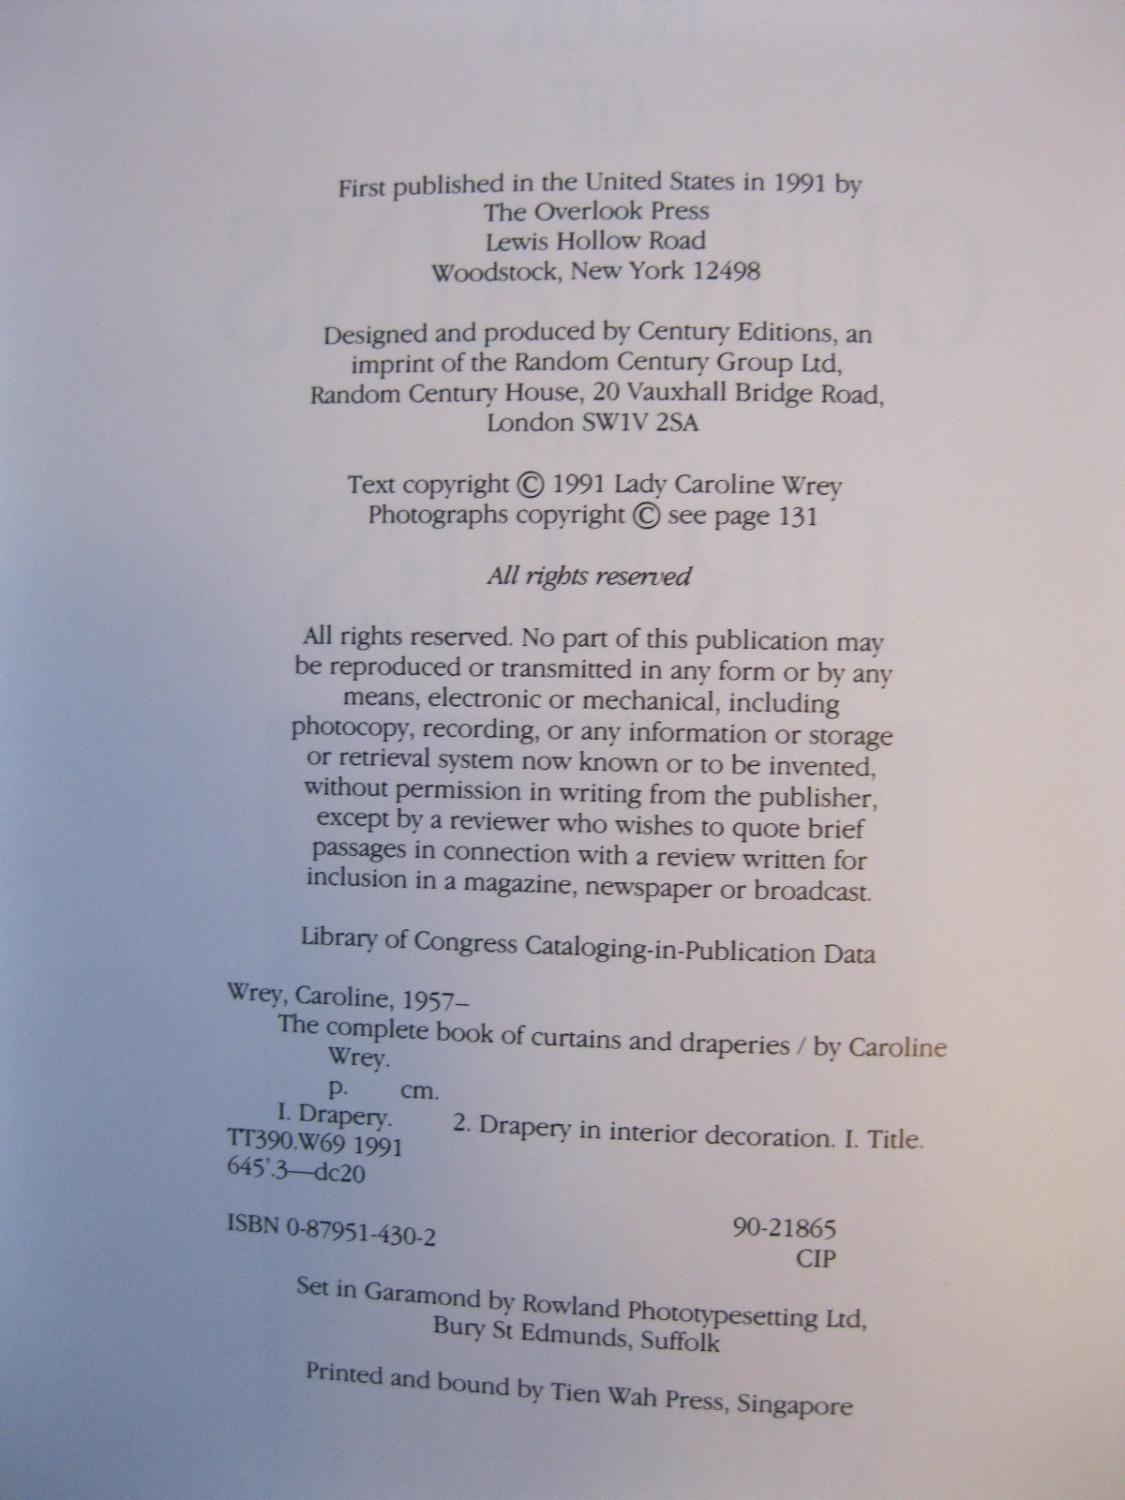 First published in the United States in 1991 by
The Overlook Press
Lewis Hollow Road
Woodstock, New York 12498
Designed and produced by Century Editions, an
imprint of the Random Century Group Ltd,
Random Century House, 20 Vauxhall Bridge Road,
London SW1V 2SA
Text copyright © 1991 Lady Caroline Wrey
Photographs copyright © see page 131
All rights reserved
All rights reserved. No part of this publication may
be reproduced or transmitted in any form or by any
means, electronic or mechanical, including
photocopy, recording, or any information or storage
or retrieval system now known or to be invented,
without permission in writing from the publisher,
except by a reviewer who wishes to quote brief
passages in connection with a review written for
inclusion in a magazine, newspaper or broadcast.
Library of Congress Cataloging-in-Publication Data
Wrey, Caroline, 1957–
The complete book of curtains and draperies / by Caroline
Wrey.
p. cm.
I. Drapery. 2. Drapery in interior decoration. I. Title.
TT390.W69 1991
645'.3—dc20
ISBN 0-87951-430-2 90-21865
CIP
Set in Garamond by Rowland Phototypesetting Ltd,
Bury St Edmunds, Suffolk
Printed and bound by Tien Wah Press, Singapore